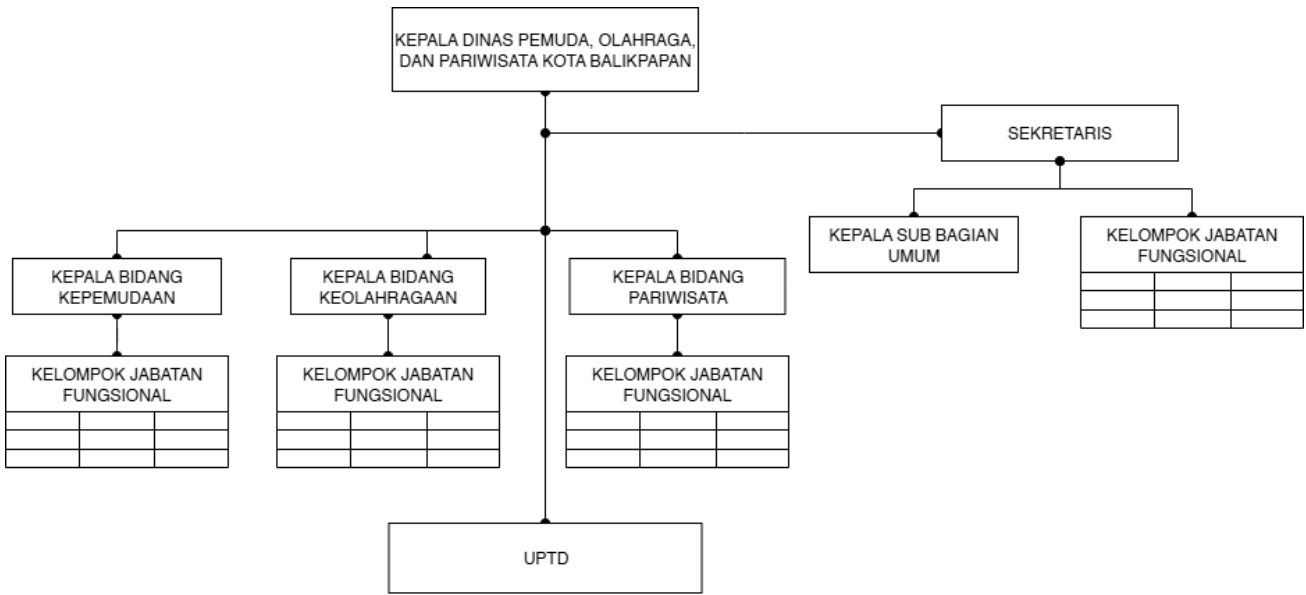 KEPALA DINAS PEMUDA, OLAHRAGA,
DAN PARIWISATA KOTA BALIKPAPAN
SEKRETARIS
KEPALA SUB BAGIAN
UMUM
KELOMPOK JABATAN
FUNGSIONAL
KEPALA BIDANG
KEPEMUDAAN
KEPALA BIDANG
KEOLAHRAGAAN
KEPALA BIDANG
PARIWISATA
KELOMPOK JABATAN
FUNGSIONAL
KELOMPOK JABATAN
FUNGSIONAL
KELOMPOK JABATAN
FUNGSIONAL
UPTD